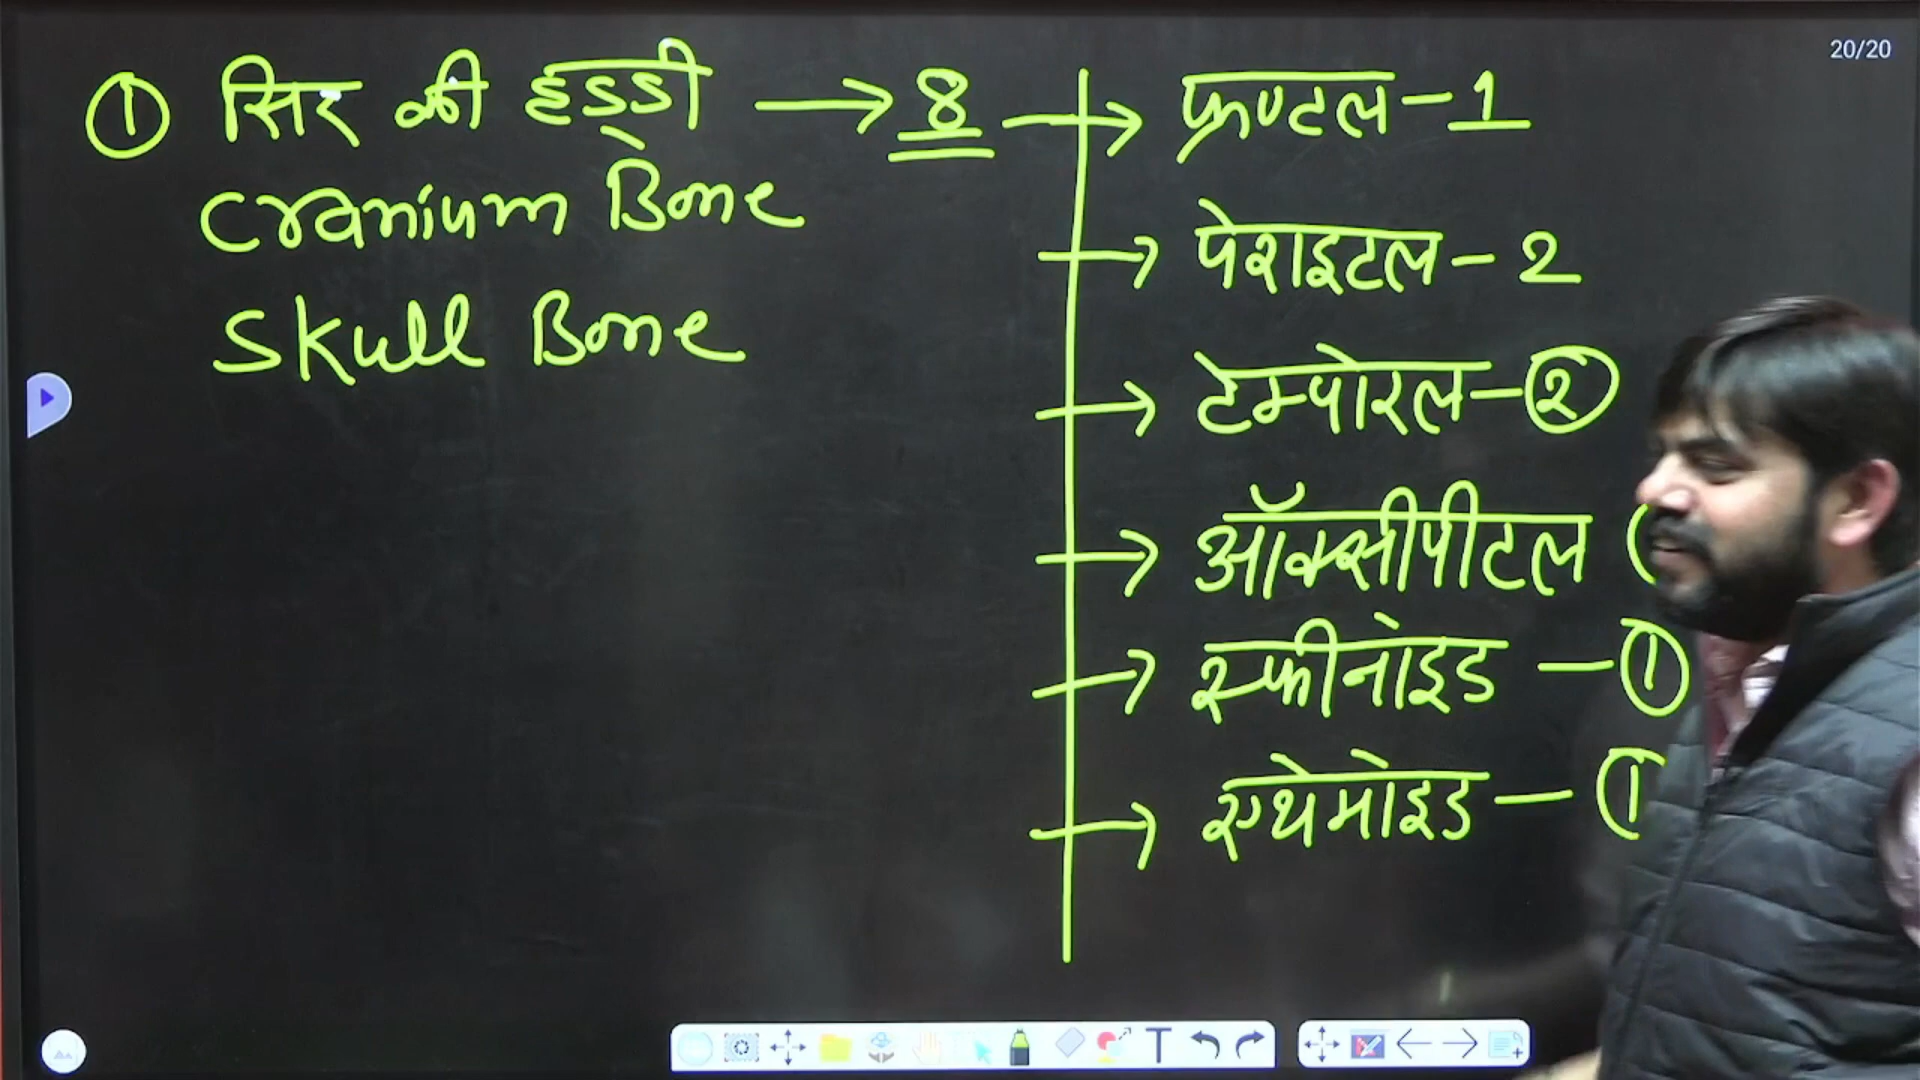 20/20
① सिर की हड्डी → 8 → फ्रण्टल - 1
Cranium Bone
Skull Bone
→ पेराइटल - 2
→ टेम्पोरल - ②
→ ऑक्सीपीटल
→ स्फीनोइड - ①
→ एथेमोइड - ①